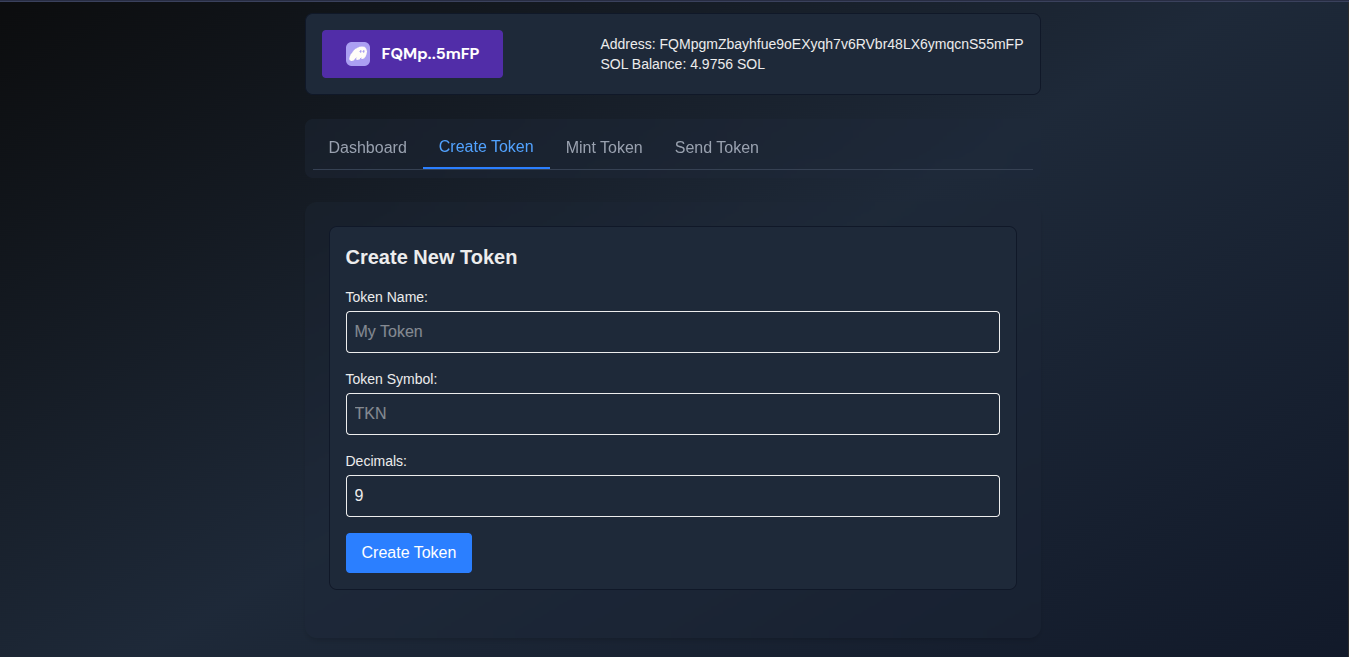 FQMp..5mFP
Address: FQMpgmZbayhfue9oEXyqh7v6RVbr48LX6ymqcnS55mFP
SOL Balance: 4.9756 SOL
Dashboard Create Token Mint Token Send Token
Create New Token
Token Name:
My Token
Token Symbol:
TKN
Decimals:
9
Create Token